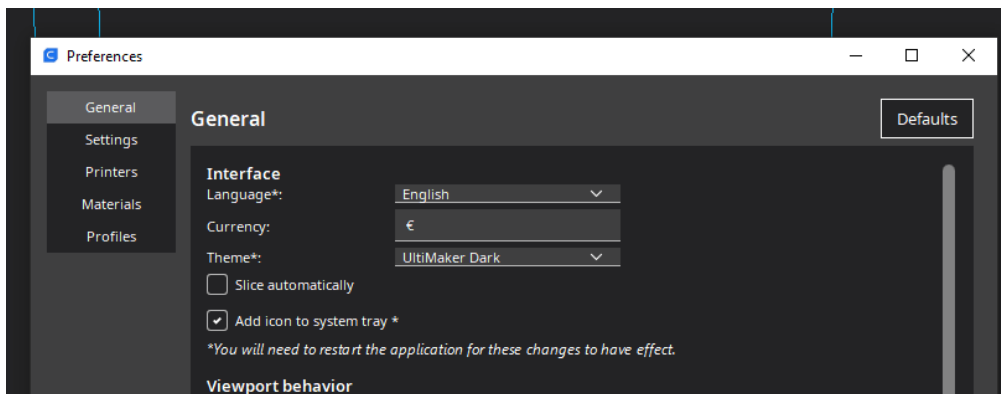 Preferences
General
Settings
Printers
Materials
Profiles
General
Defaults
Interface
Language*: English
Currency: €
Theme*: UltiMaker Dark
Slice automatically
Add icon to system tray *
*You will need to restart the application for these changes to have effect.
Viewport behavior